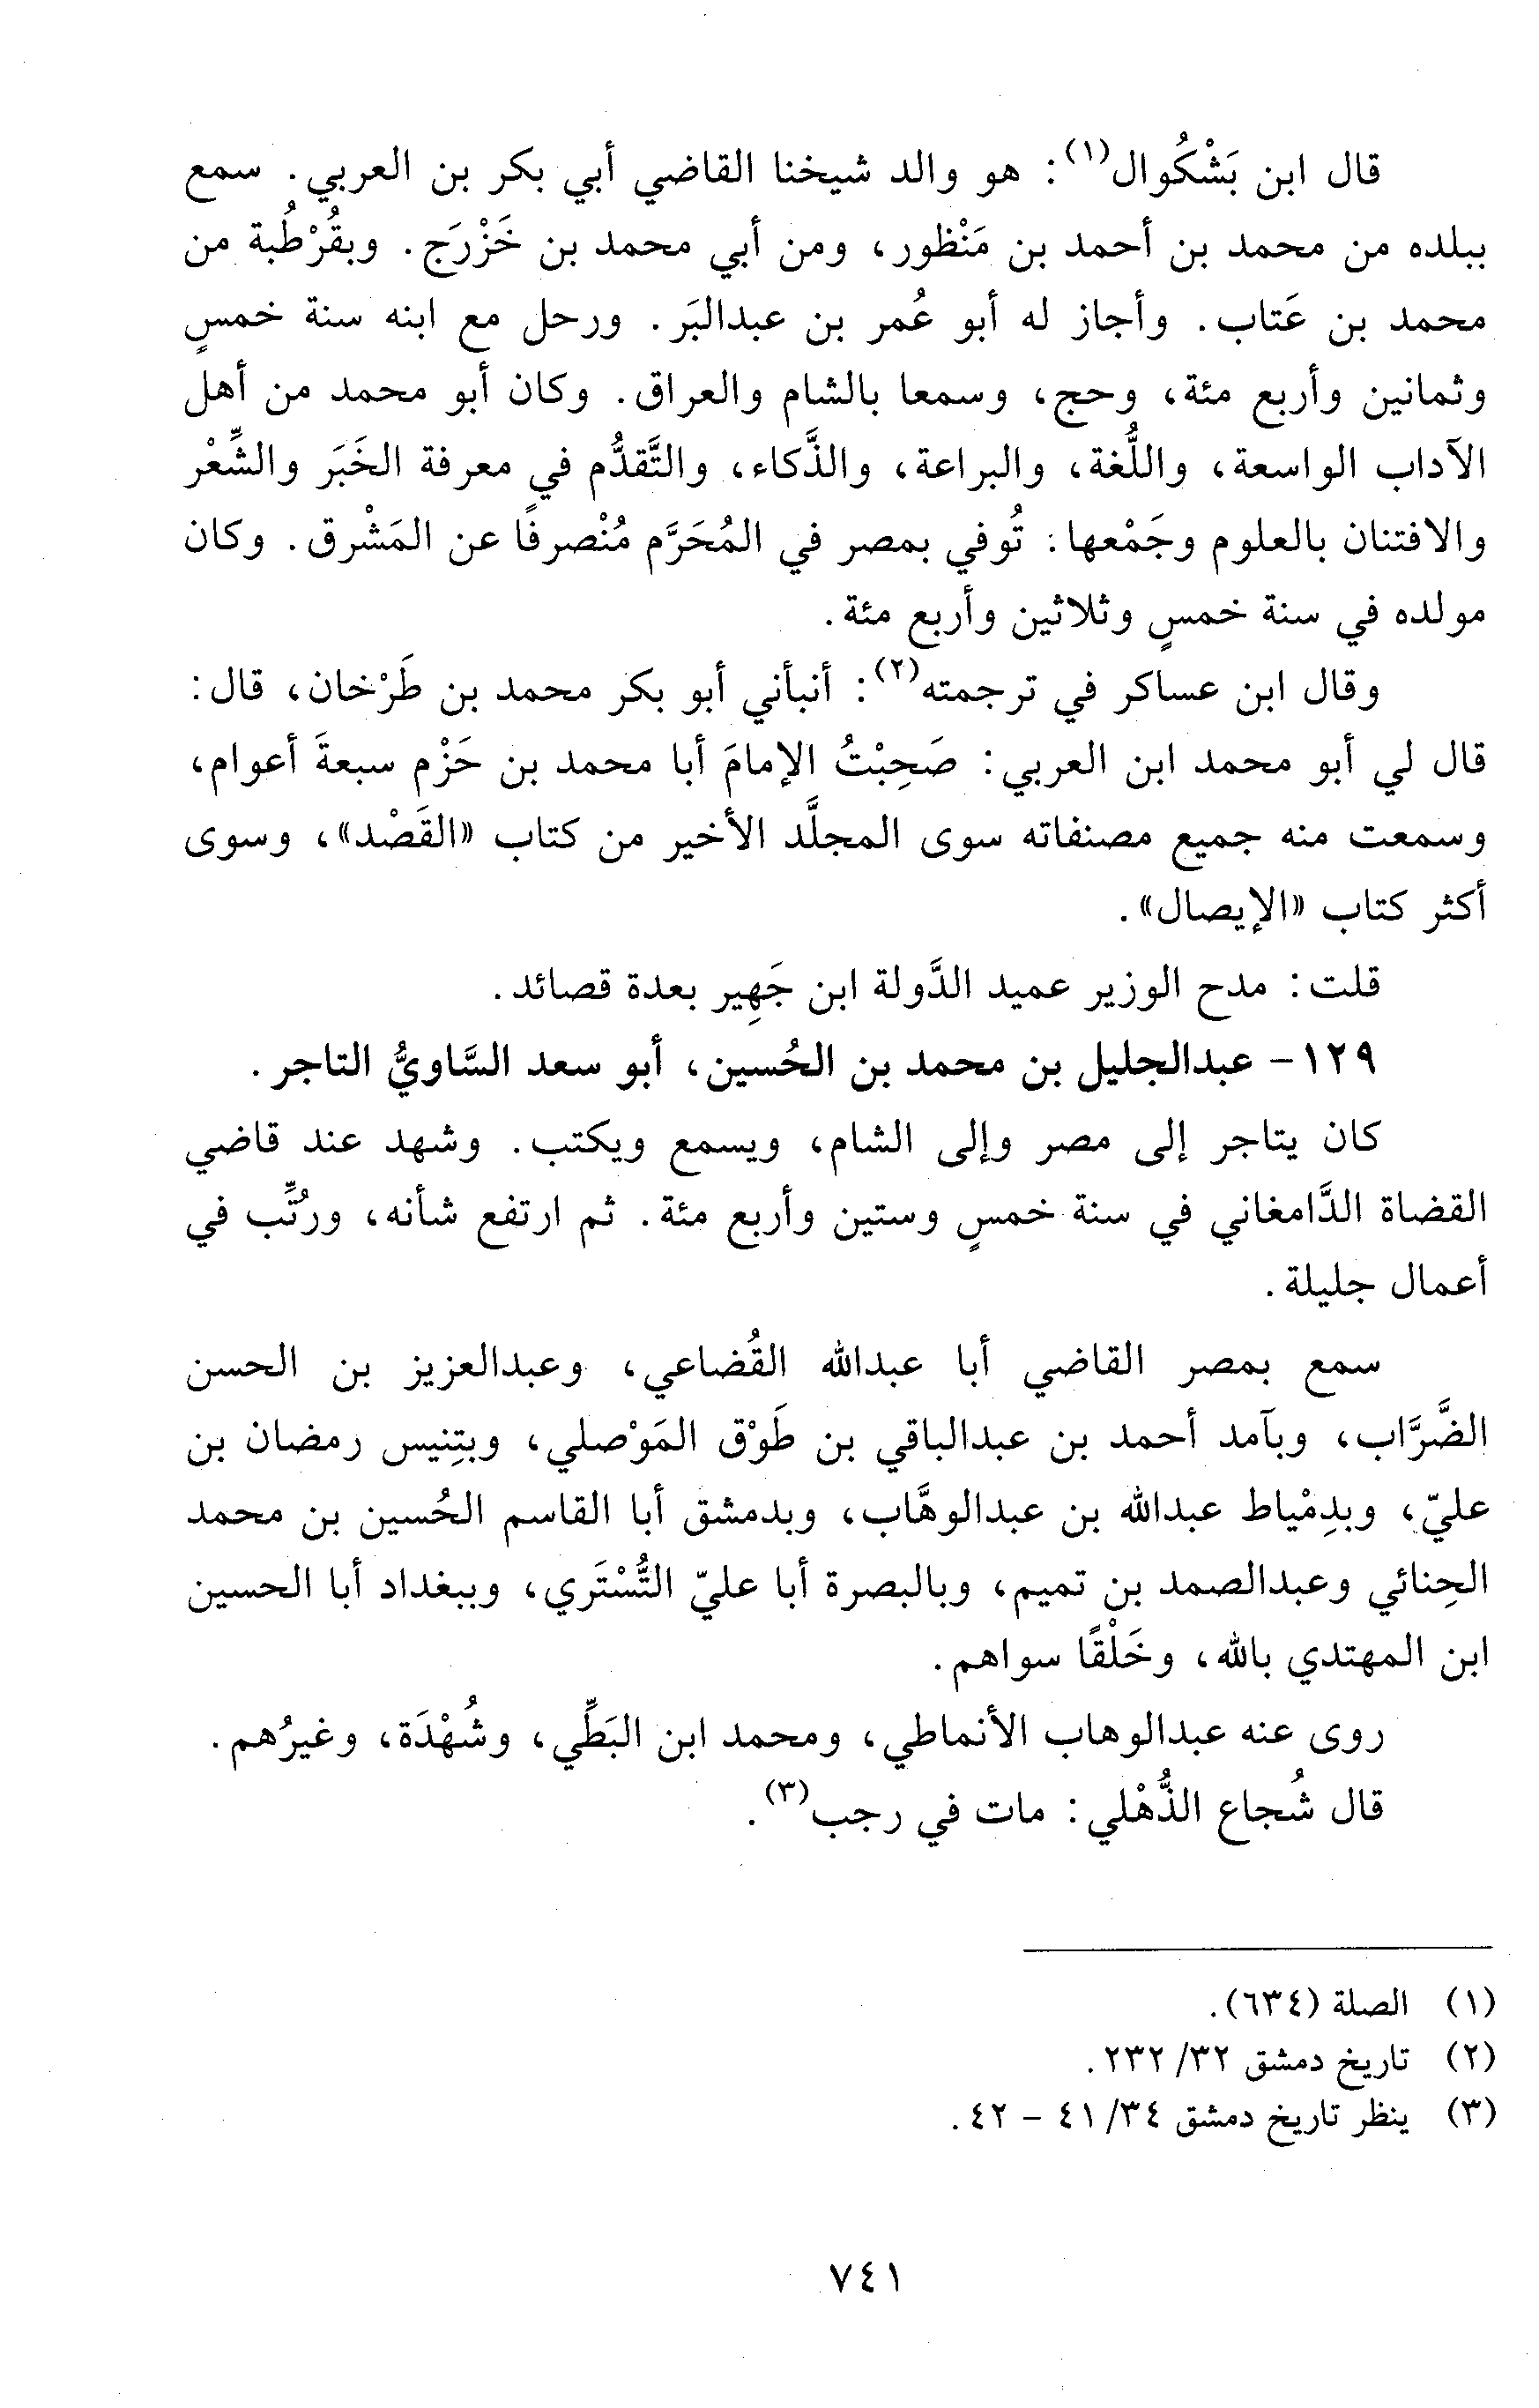 قال ابن بَشْكُوال(١): هو والد شيخنا القاضي أبي بكر بن العربي. سمع
ببلده من محمد بن أحمد بن مَنْظور، ومن أبي محمد بن خَزْرَج. وبقُرْطُبة من
محمد بن عَتاب. وأجاز له أبو عُمر بن عبدالبَر. ورحل مع ابنه سنة خمسٍ
وثمانين وأربع مئة، وحج، وسمعا بالشام والعراق. وكان أبو محمد من أهل
الآداب الواسعة، واللُّغة، والبراعة، والذَّكاء، والتَّقدُّم في معرفة الخَبَر والشِّعْر
والافتنان بالعلوم وجَمْعها: تُوفي بمصر في المُحَرَّم مُنْصرفًا عن المَشْرق. وكان
مولده في سنة خمسٍ وثلاثين وأربع مئة.
وقال ابن عساكر في ترجمته(٢): أنبأني أبو بكر محمد بن طَرْخان، قال:
قال لي أبو محمد ابن العربي: صَحِبْتُ الإمامَ أبا محمد بن حَزْم سبعةَ أعوام،
وسمعت منه جميع مصنفاته سوى المجلَّد الأخير من كتاب «القَصْد»، وسوى
أكثر كتاب «الإيصال».
قلت: مدح الوزير عميد الدَّولة ابن جَهِير بعدة قصائد.
١٢٩- عبدالجليل بن محمد بن الحُسين، أبو سعد السَّاويُّ التاجر.
كان يتاجر إلى مصر وإلى الشام، ويسمع ويكتب. وشهد عند قاضي
القضاة الدَّامغاني في سنة خمسٍ وستين وأربع مئة. ثم ارتفع شأنه، ورُتِّب في
أعمال جليلة.
سمع بمصر القاضي أبا عبدالله القُضاعي، وعبدالعزيز بن الحسن
الضَّرَّاب، وبآمد أحمد بن عبدالباقي بن طَوْق المَوْصلي، وبتِنيس رمضان بن
عليّ، وبدِمْياط عبدالله بن عبدالوهَّاب، وبدمشق أبا القاسم الحُسين بن محمد
الحِنائي وعبدالصمد بن تميم، وبالبصرة أبا عليّ التُّسْتَري، وببغداد أبا الحسين
ابن المهتدي بالله، وخَلْقًا سواهم.
روى عنه عبدالوهاب الأنماطي، ومحمد ابن البَطِّي، وشُهْدَة، وغيرُهم.
قال شُجاع الذُّهْلي: مات في رجب(٣).
(١) الصلة (٦٣٤).
(٢) تاريخ دمشق ٣٢/ ٢٣٢.
(٣) ينظر تاريخ دمشق ٣٤/ ٤١ - ٤٢.
٧٤١